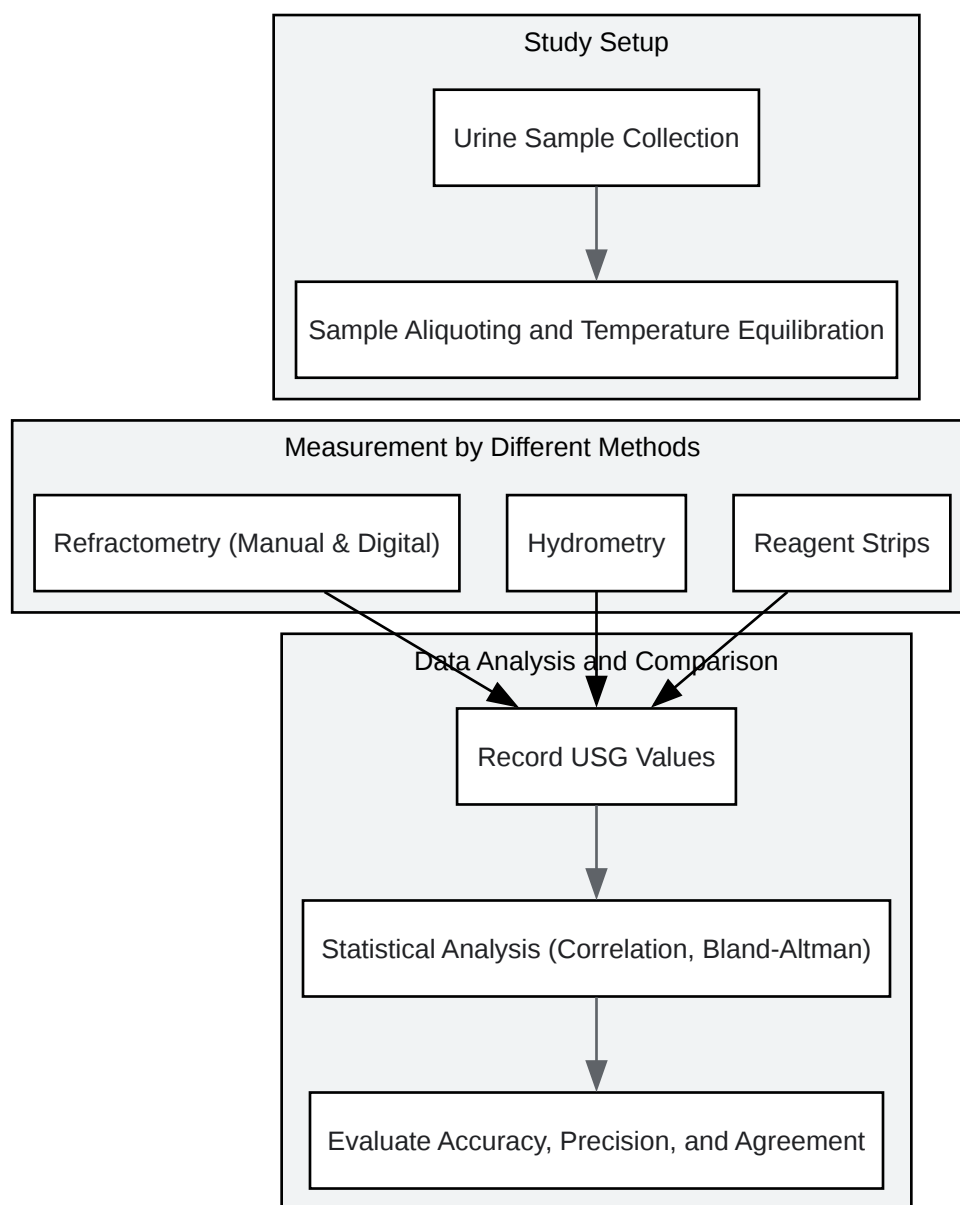 Study Setup
Urine Sample Collection
Sample Aliquoting and Temperature Equilibration
Measurement by Different Methods
Refractometry (Manual & Digital)
Hydrometry
Reagent Strips
Data Analysis and Comparison
Record USG Values
Statistical Analysis (Correlation, Bland-Altman)
Evaluate Accuracy, Precision, and Agreement